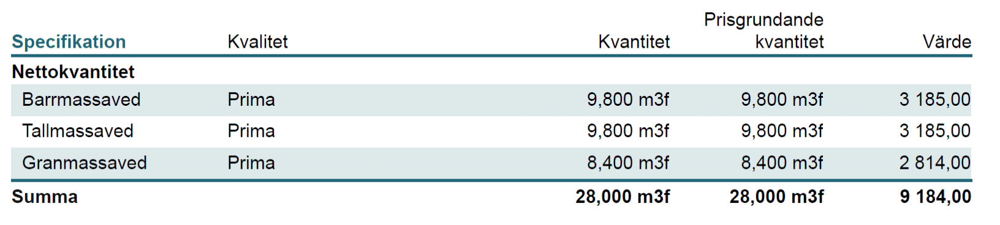 Specifikation Kvalitet Kvantitet Prisgrundande kvantitet Värde
Nettokvantitet
Barrmassaved Prima 9,800 m3f 9,800 m3f 3 185,00
Tallmassaved Prima 9,800 m3f 9,800 m3f 3 185,00
Granmassaved Prima 8,400 m3f 8,400 m3f 2 814,00
Summa 28,000 m3f 28,000 m3f 9 184,00